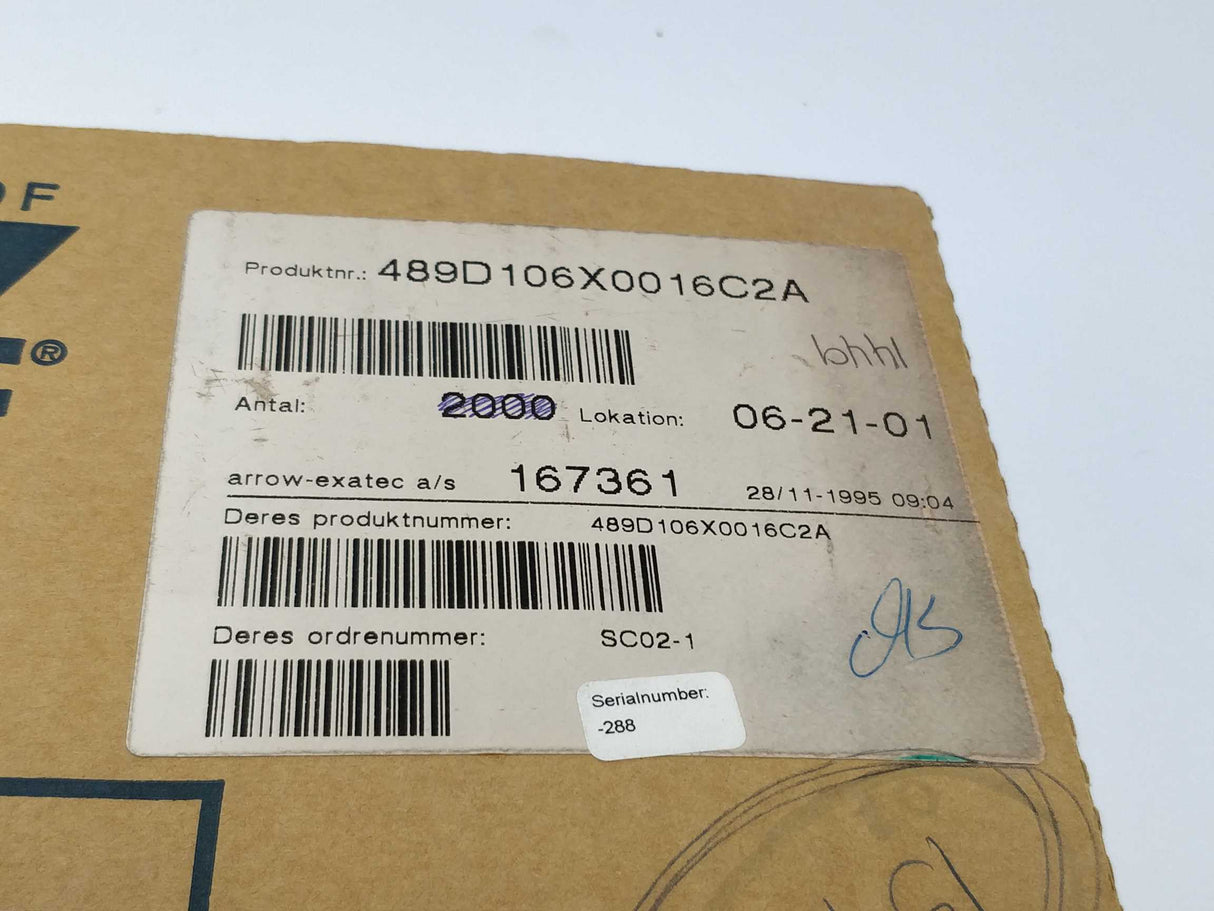 OF
®
Produktnr.: 489D106X0016C2A
Antal: 2000 Lokation: 06-21-01
arrow-exatec a/s 167361 28/11-1995 09:04
Deres produktnummer: 489D106X0016C2A
Deres ordrenummer: SC02-1
Serialnumber:
-288